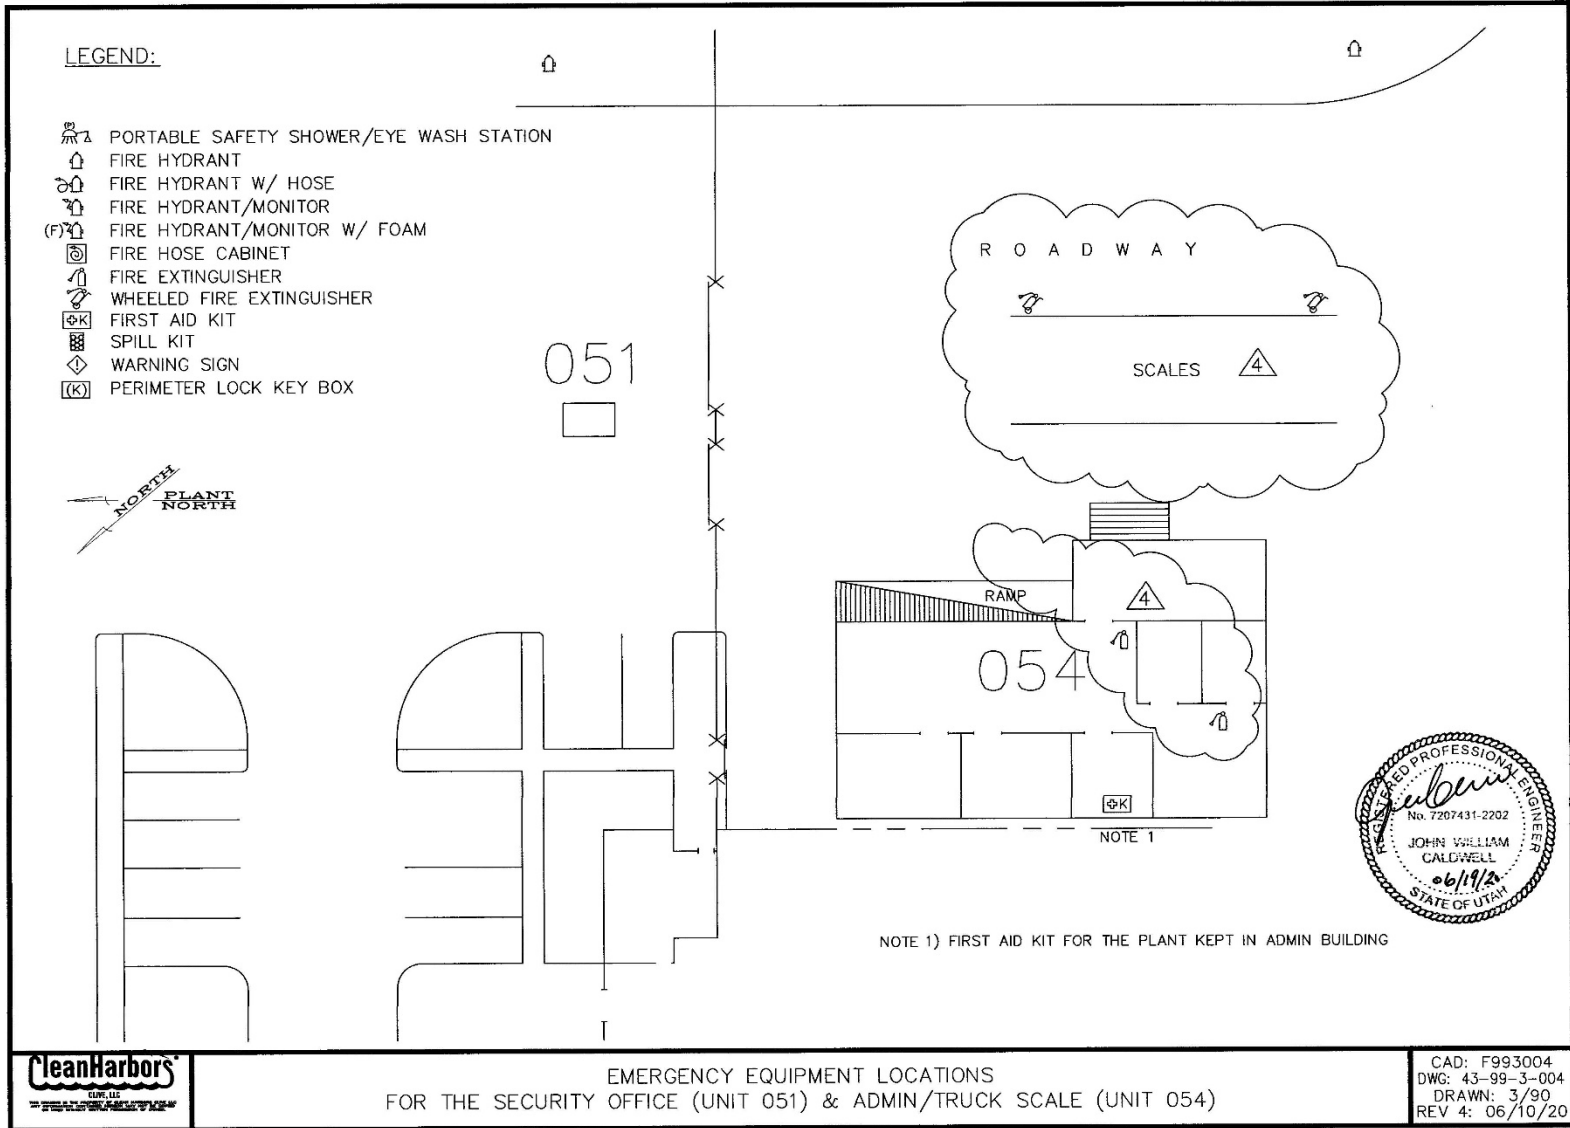 LEGEND:
(P)
PORTABLE SAFETY SHOWER/EYE WASH STATION
FIRE HYDRANT
FIRE HYDRANT W/ HOSE
FIRE HYDRANT/MONITOR
(F) FIRE HYDRANT/MONITOR W/ FOAM
FIRE HOSE CABINET
FIRE EXTINGUISHER
WHEELED FIRE EXTINGUISHER
K FIRST AID KIT
SPILL KIT
! WARNING SIGN
(K) PERIMETER LOCK KEY BOX
NORTH
PLANT
NORTH
051
ROADWAY
SCALES 4
RAMP
4
054
K
NOTE 1
NOTE 1) FIRST AID KIT FOR THE PLANT KEPT IN ADMIN BUILDING
REGISTERED PROFESSIONAL ENGINEER
No. 7207431-2202
JOHN WILLIAM
CALDWELL
06/19/20
STATE OF UTAH
CleanHarbors
CLIVE, LLC
EMERGENCY EQUIPMENT LOCATIONS
FOR THE SECURITY OFFICE (UNIT 051) & ADMIN/TRUCK SCALE (UNIT 054)
CAD: F993004
DWG: 43-99-3-004
DRAWN: 3/90
REV 4: 06/10/20